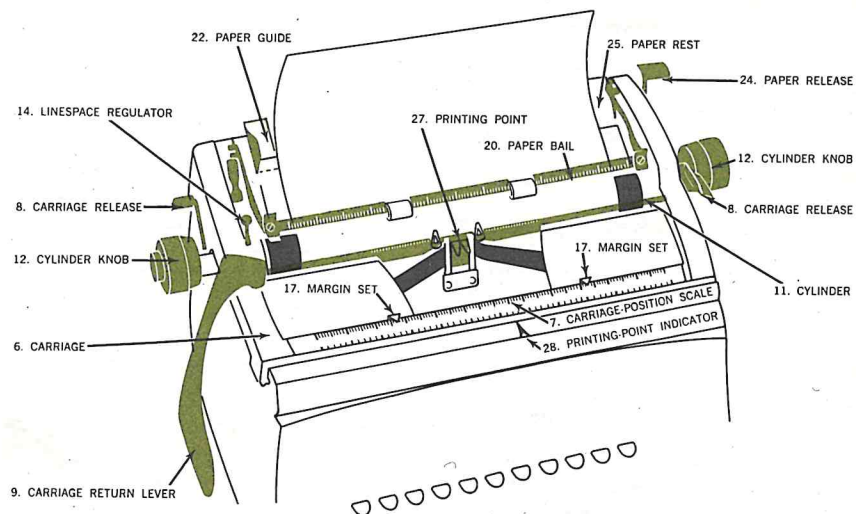 22. PAPER GUIDE
25. PAPER REST
24. PAPER RELEASE
14. LINESPACE REGULATOR
27. PRINTING POINT
20. PAPER BAIL
12. CYLINDER KNOB
8. CARRIAGE RELEASE
8. CARRIAGE RELEASE
12. CYLINDER KNOB
17. MARGIN SET
17. MARGIN SET
11. CYLINDER
7. CARRIAGE-POSITION SCALE
6. CARRIAGE
28. PRINTING-POINT INDICATOR
9. CARRIAGE RETURN LEVER